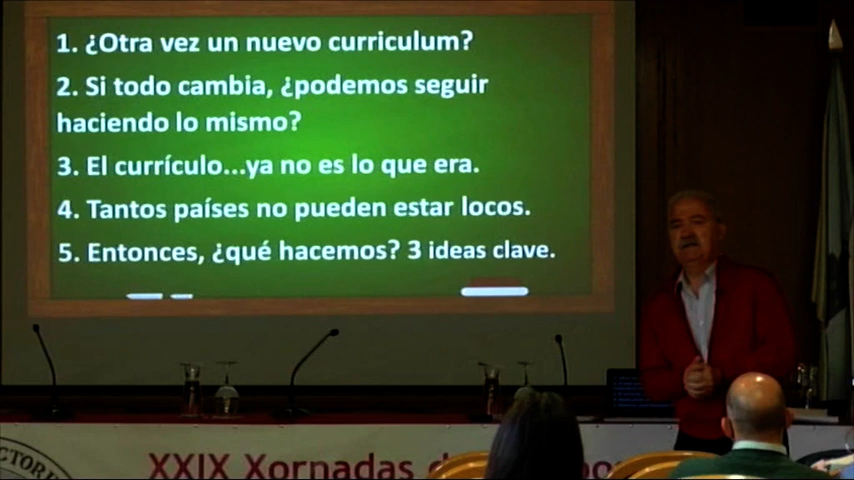 1. ¿Otra vez un nuevo curriculum?
2. Si todo cambia, ¿podemos seguir
haciendo lo mismo?
3. El currículo...ya no es lo que era.
4. Tantos países no pueden estar locos.
5. Entonces, ¿qué hacemos? 3 ideas clave.
XXIX Xornadas